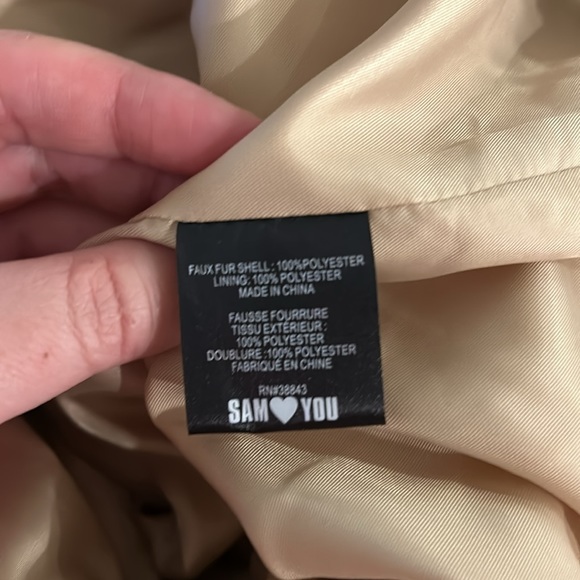 FAUX FUR SHELL : 100%POLYESTER
LINING: 100% POLYESTER
MADE IN CHINA
FAUSSE FOURRURE
TISSU EXTÉRIEUR :
100% POLYESTER
DOUBLURE :100% POLYESTER
FABRIQUÉ EN CHINE
RN#38843
SAM🤍YOU